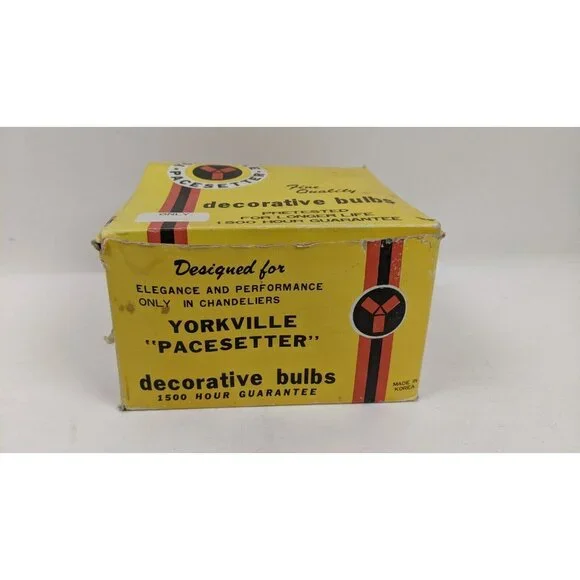 PACESETTER
ONLY
Fine
Quality
decorative bulbs
PRETESTED
FOR LONGER LIFE
1500 HOUR GUARANTEE
Designed for
ELEGANCE AND PERFORMANCE
ONLY IN CHANDELIERS
YORKVILLE
"PACESETTER"
decorative bulbs
1500 HOUR GUARANTEE
MADE IN
KOREA